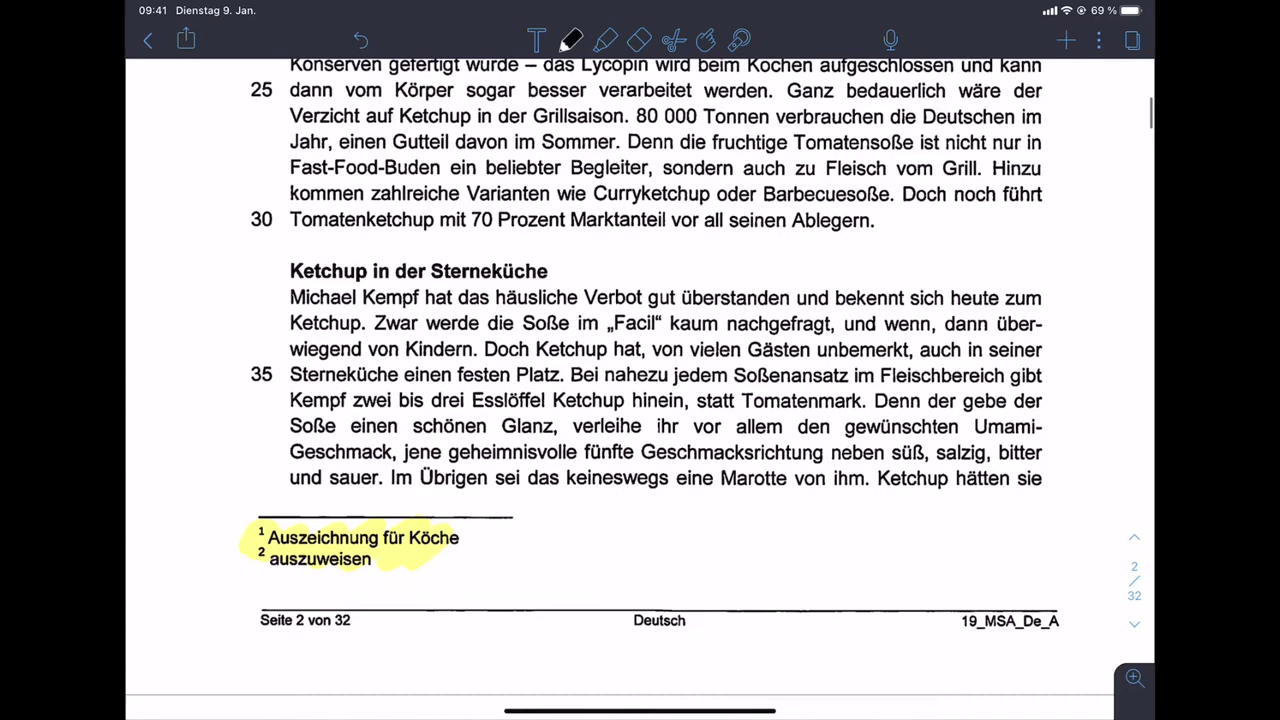 09:41 Dienstag 9. Jan. 69 %
Konserven gefertigt wurde – das Lycopin wird beim Kochen aufgeschlossen und kann
25 dann vom Körper sogar besser verarbeitet werden. Ganz bedauerlich wäre der
Verzicht auf Ketchup in der Grillsaison. 80 000 Tonnen verbrauchen die Deutschen im
Jahr, einen Gutteil davon im Sommer. Denn die fruchtige Tomatensoße ist nicht nur in
Fast-Food-Buden ein beliebter Begleiter, sondern auch zu Fleisch vom Grill. Hinzu
kommen zahlreiche Varianten wie Curryketchup oder Barbecuesoße. Doch noch führt
30 Tomatenketchup mit 70 Prozent Marktanteil vor all seinen Ablegern.
Ketchup in der Sterneküche
Michael Kempf hat das häusliche Verbot gut überstanden und bekennt sich heute zum
Ketchup. Zwar werde die Soße im „Facil“ kaum nachgefragt, und wenn, dann über-
wiegend von Kindern. Doch Ketchup hat, von vielen Gästen unbemerkt, auch in seiner
35 Sterneküche einen festen Platz. Bei nahezu jedem Soßenansatz im Fleischbereich gibt
Kempf zwei bis drei Esslöffel Ketchup hinein, statt Tomatenmark. Denn der gebe der
Soße einen schönen Glanz, verleihe ihr vor allem den gewünschten Umami-
Geschmack, jene geheimnisvolle fünfte Geschmacksrichtung neben süß, salzig, bitter
und sauer. Im Übrigen sei das keineswegs eine Marotte von ihm. Ketchup hätten sie
1 Auszeichnung für Köche
2 auszuweisen
2
/
32
Seite 2 von 32 Deutsch 19_MSA_De_A